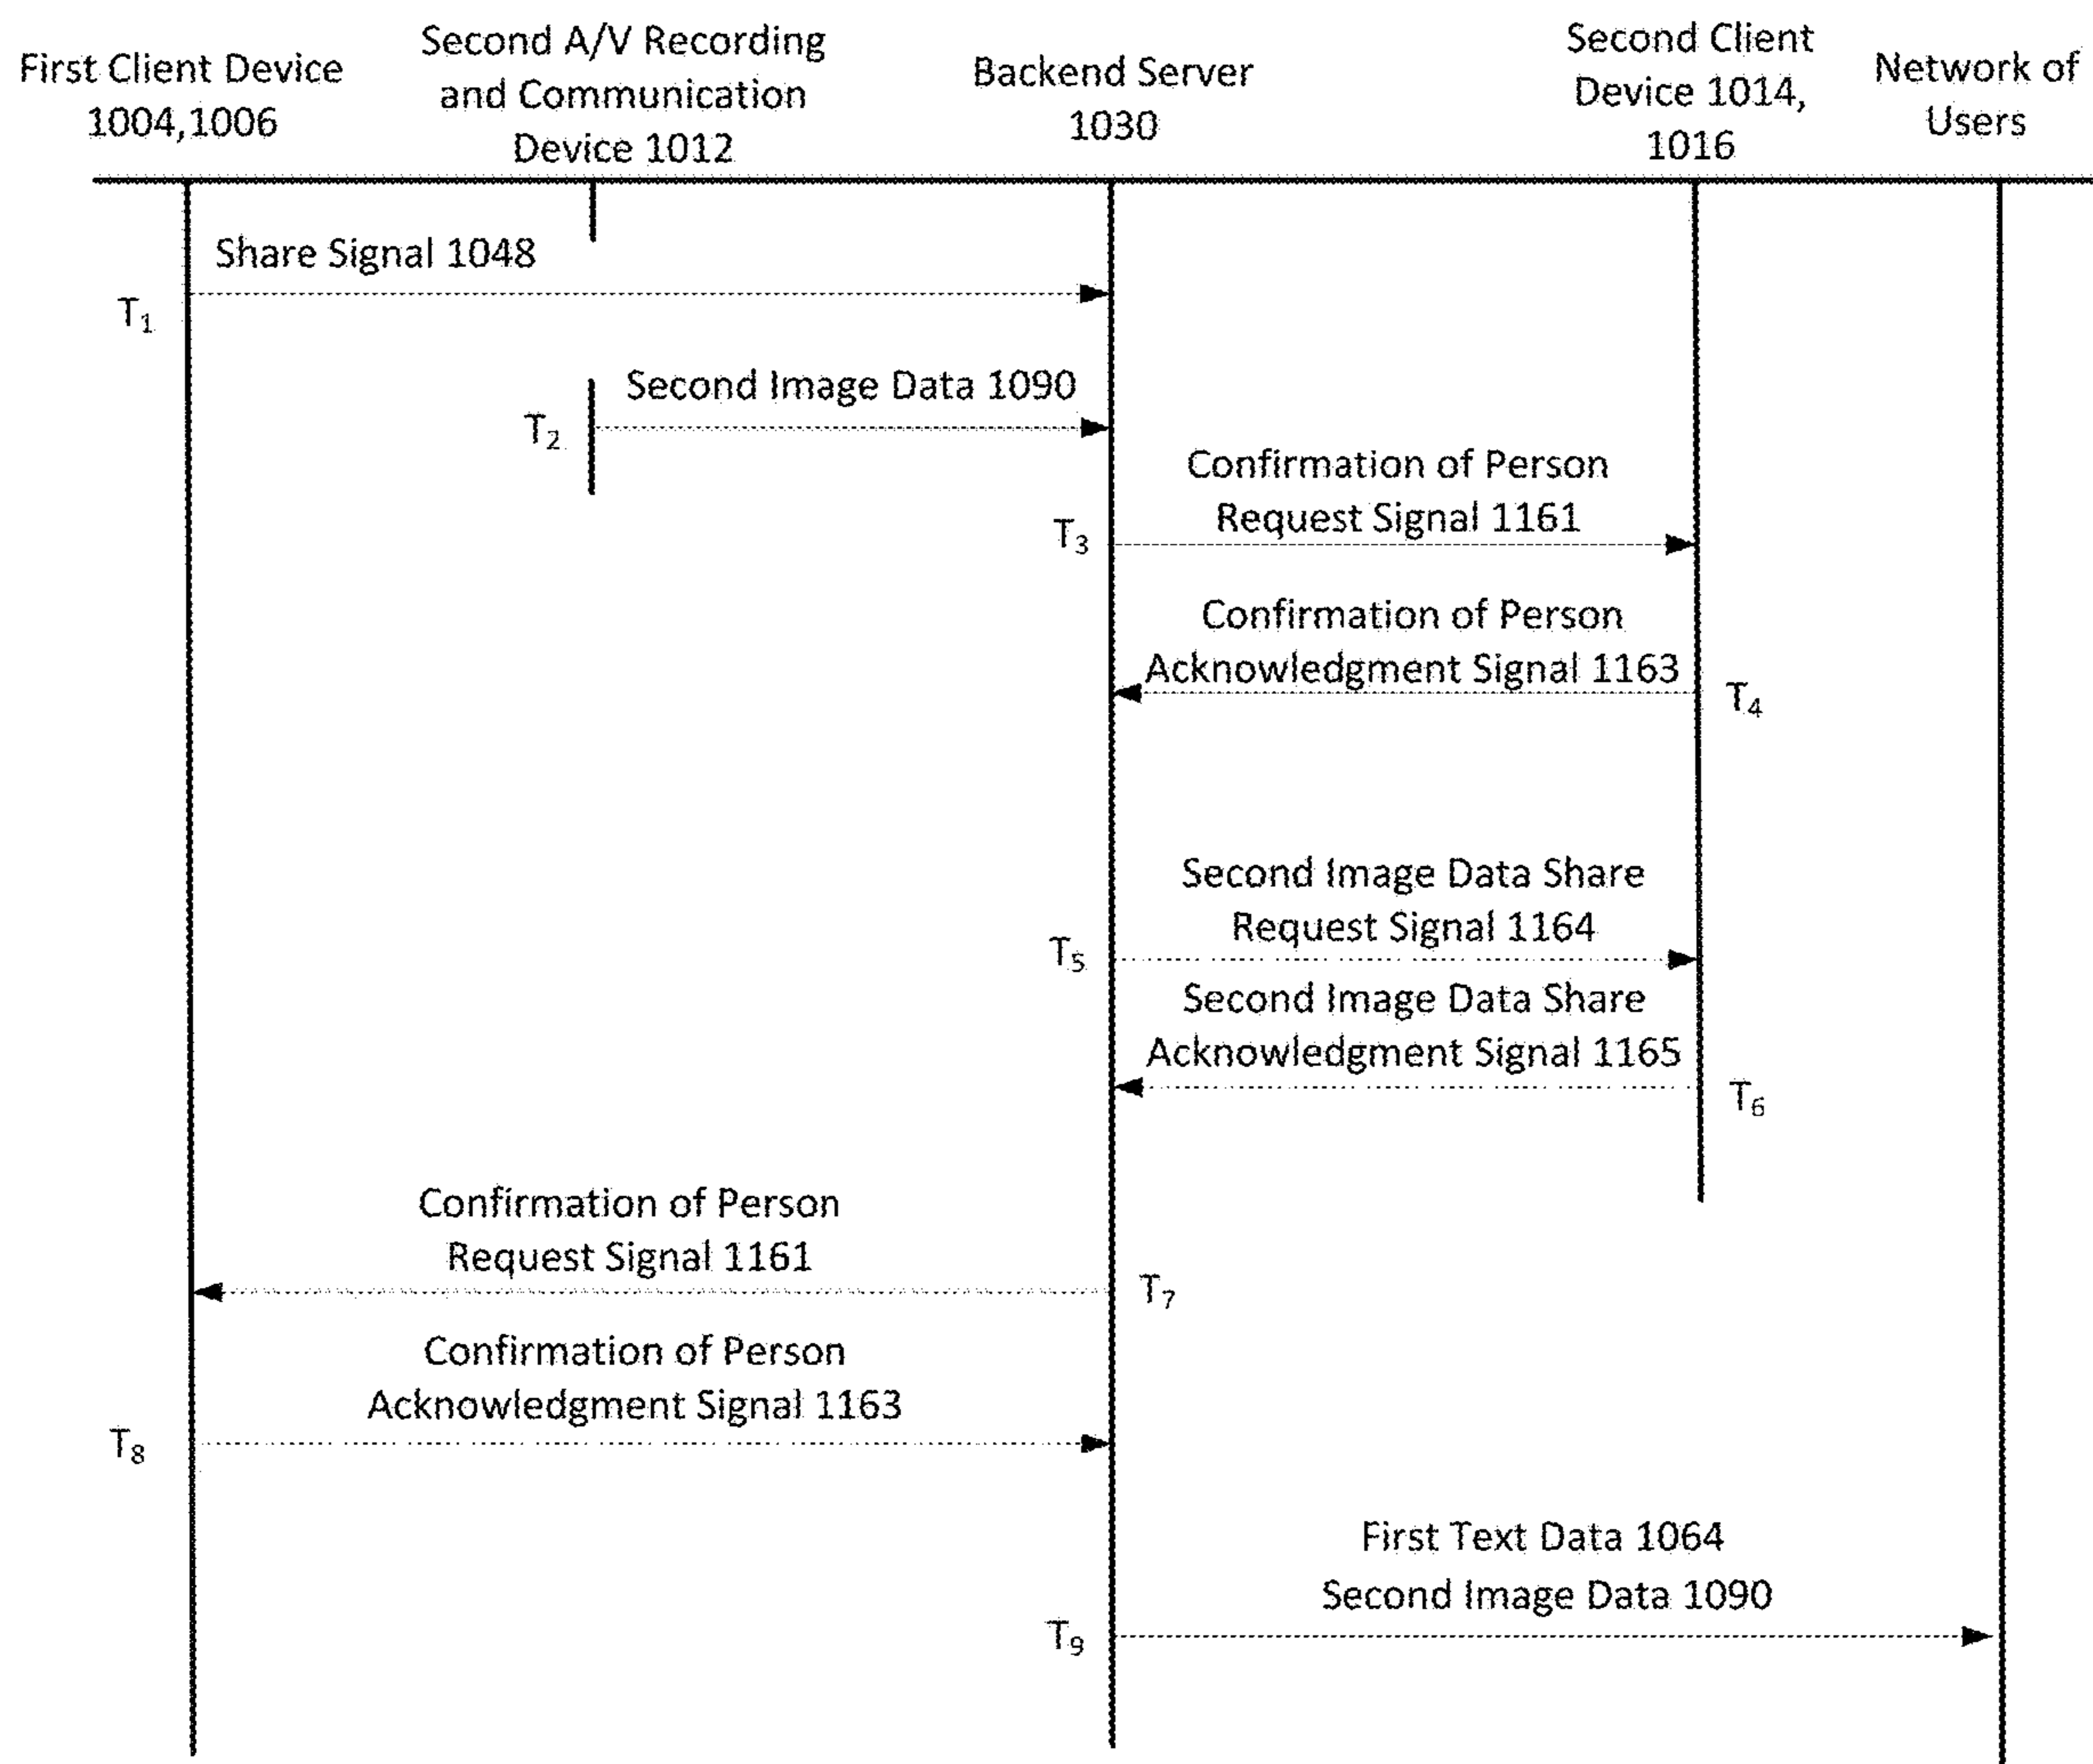 First Client Device
1004,1006
Second A/V Recording
and Communication
Device 1012
Backend Server
1030
Second Client
Device 1014,
1016
Network of
Users
Share Signal 1048
T1
Second Image Data 1090
T2
Confirmation of Person
Request Signal 1161
T3
Confirmation of Person
Acknowledgment Signal 1163
T4
Second Image Data Share
Request Signal 1164
T5
Second Image Data Share
Acknowledgment Signal 1165
T6
Confirmation of Person
Request Signal 1161
T7
Confirmation of Person
Acknowledgment Signal 1163
T8
First Text Data 1064
Second Image Data 1090
T9